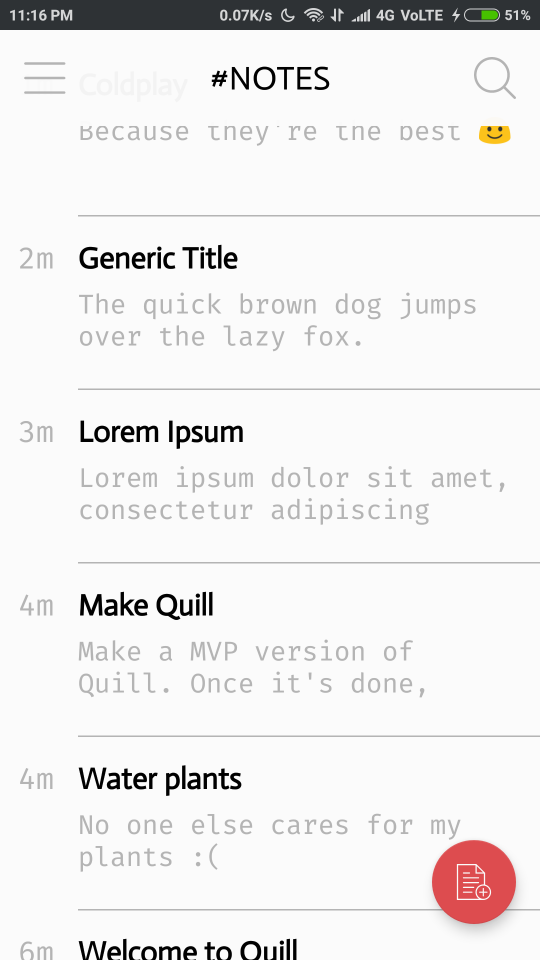 11:16 PM 0.07K/s 4G VoLTE 51%
Coldplay #NOTES
Because they're the best 🙂
2m Generic Title
The quick brown dog jumps
over the lazy fox.
3m Lorem Ipsum
Lorem ipsum dolor sit amet,
consectetur adipiscing
4m Make Quill
Make a MVP version of
Quill. Once it's done,
4m Water plants
No one else cares for my
plants :(
6m Welcome to Quill